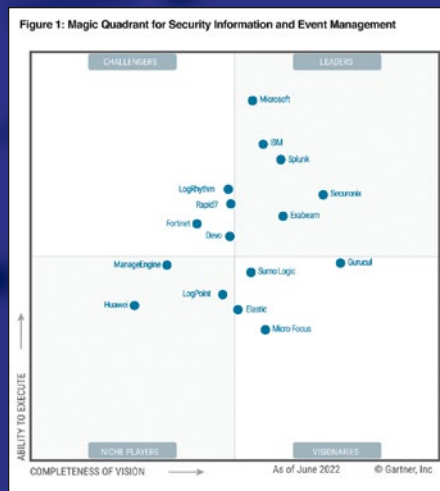 Figure 1: Magic Quadrant for Security Information and Event Management
CHALLENGERS
LEADERS
Microsoft
IBM
Splunk
LogRhythm
Securonix
Rapid7
Exabeam
Fortinet
Devo
ManageEngine
Gurucul
Sumo Logic
LogPoint
Huawei
Elastic
Micro Focus
ABILITY TO EXECUTE
NICHE PLAYERS
VISIONARIES
COMPLETENESS OF VISION
As of June 2022
© Gartner, Inc